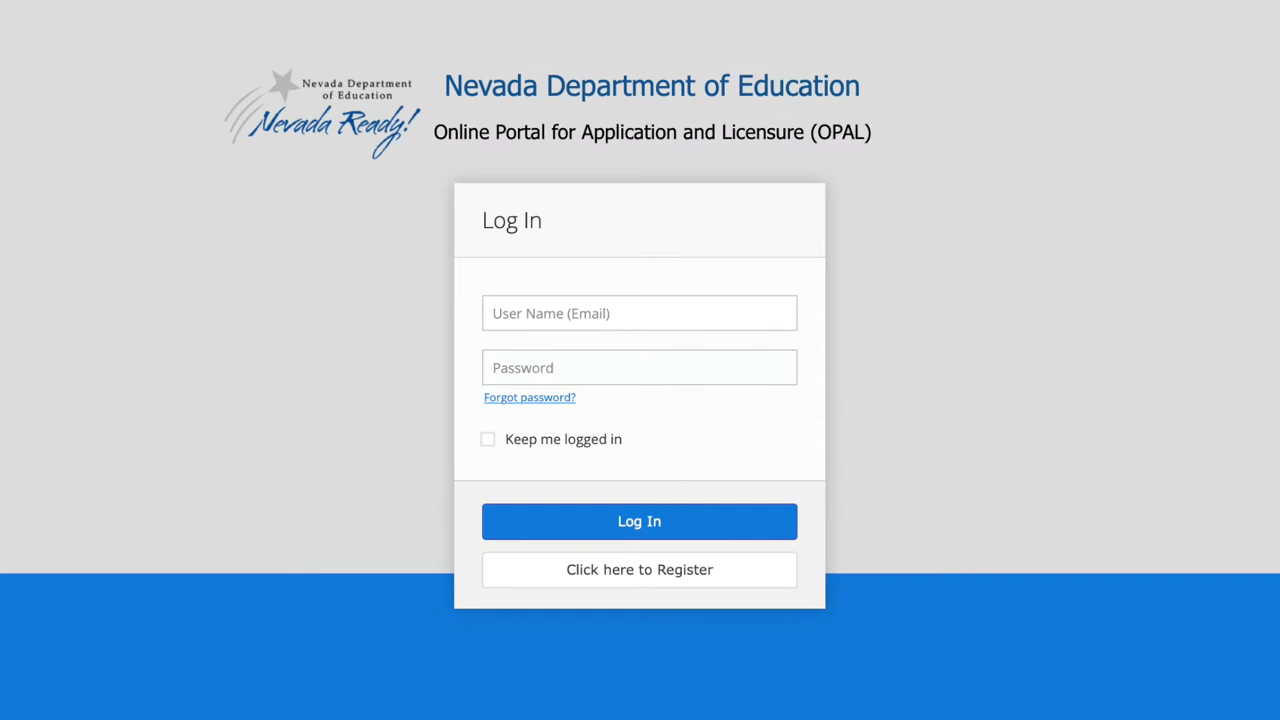 Nevada Department
of Education
Nevada Ready!
Nevada Department of Education
Online Portal for Application and Licensure (OPAL)
Log In
User Name (Email)
Password
Forgot password?
Keep me logged in
Log In
Click here to Register